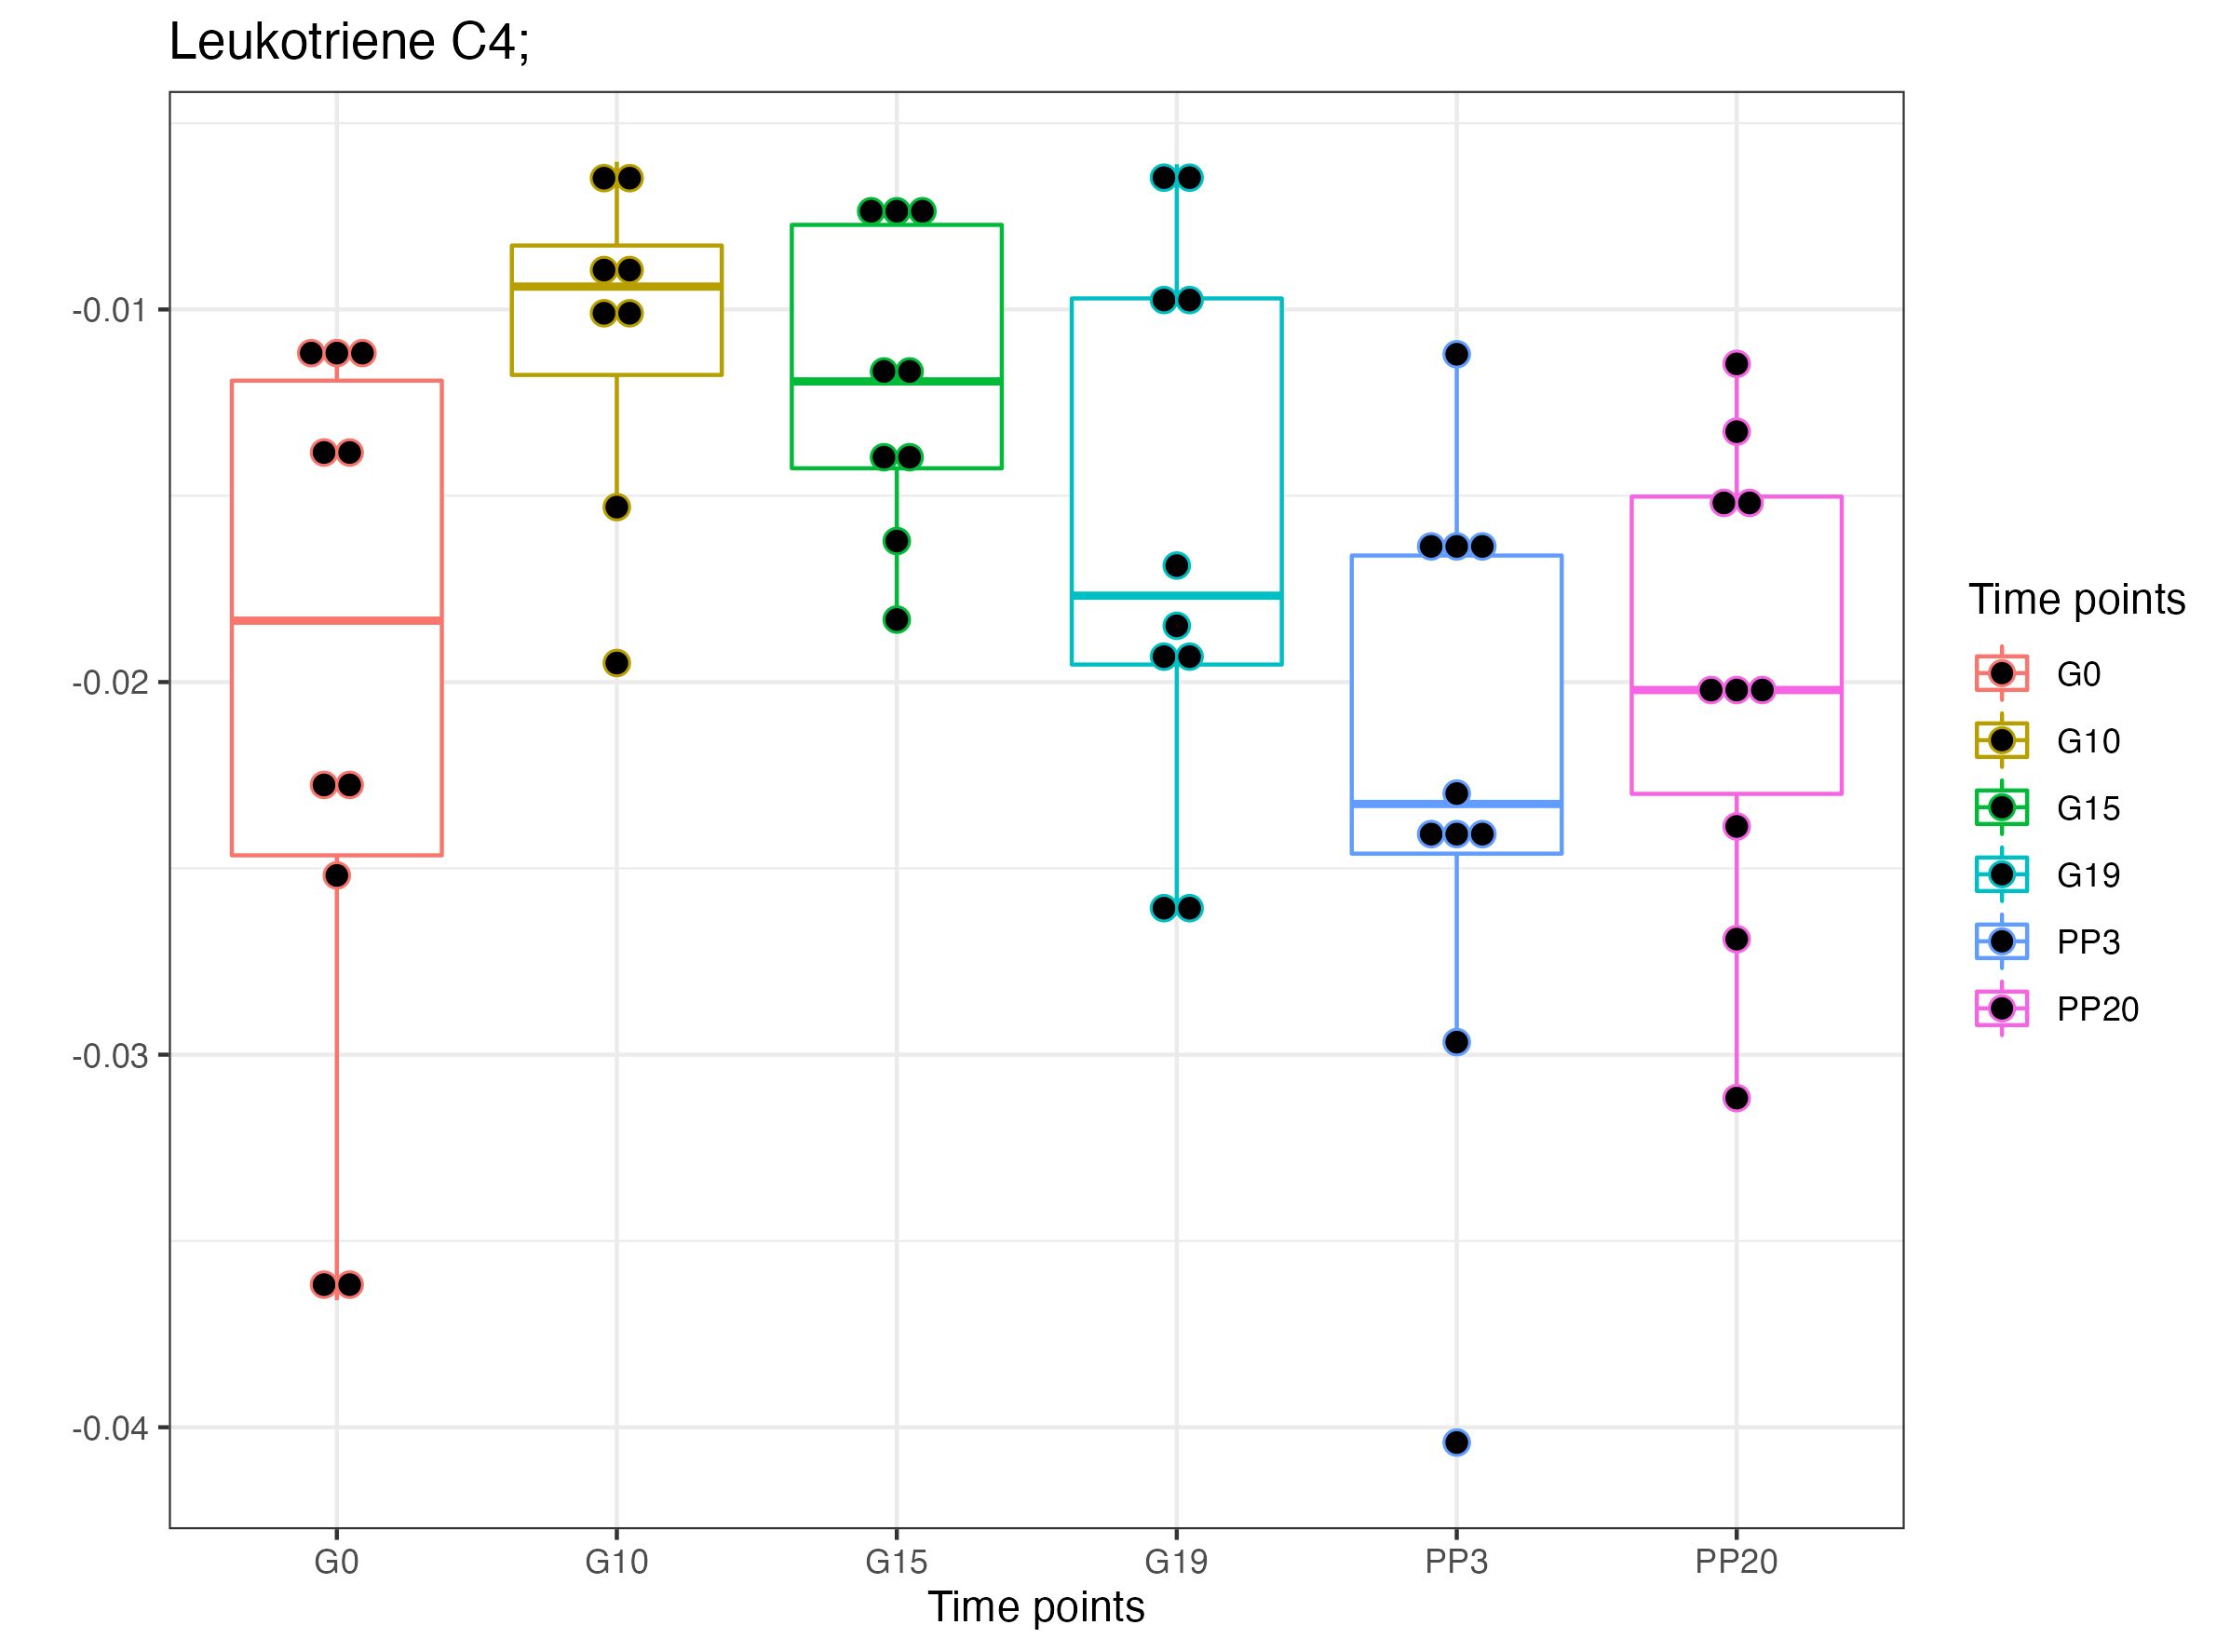 Leukotriene C4;
-0.01
-0.02
-0.03
-0.04
G0
G10
G15
G19
PP3
PP20
Time points
Time points
G0
G10
G15
G19
PP3
PP20